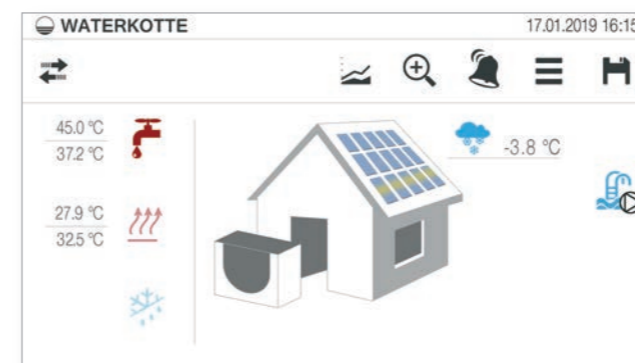 WATERKOTTE 17.01.2019 16:15
45.0 °C
37.2 °C
-3.8 °C
27.9 °C
32.5 °C